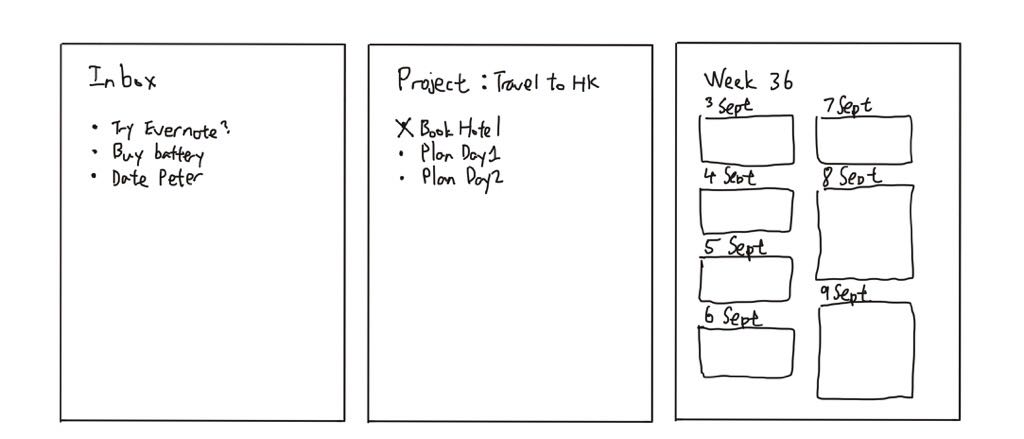 Inbox
• Try Evernote?
• Buy battery
• Date Peter
Project : Travel to HK
X Book Hotel
• Plan Day1
• Plan Day2
Week 36
3 Sept
4 Sept
5 Sept
6 Sept
7 Sept
8 Sept
9 Sept